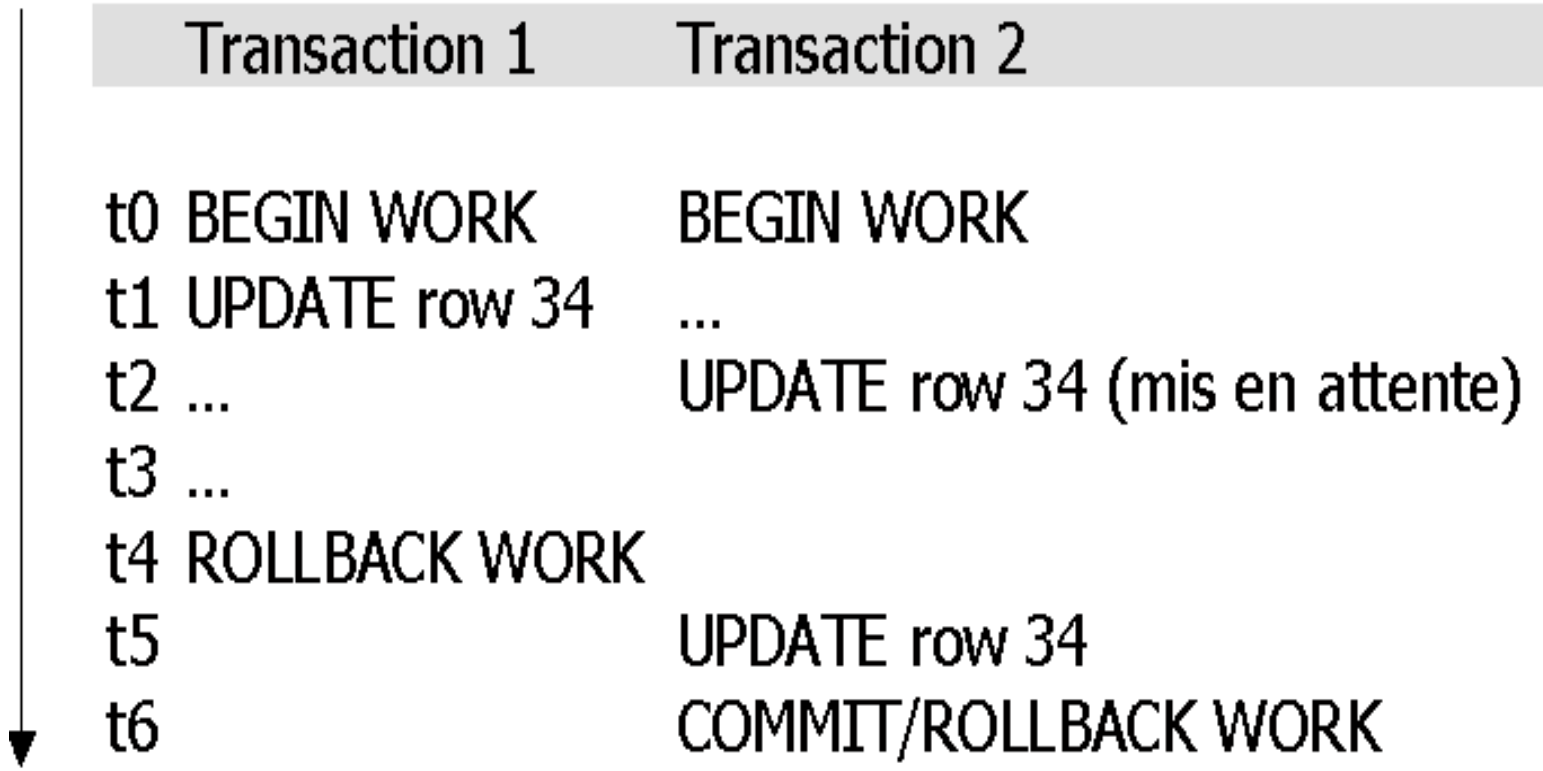 Transaction 1 Transaction 2
t0 BEGIN WORK BEGIN WORK
t1 UPDATE row 34 ...
t2 ... UPDATE row 34 (mis en attente)
t3 ...
t4 ROLLBACK WORK
t5 UPDATE row 34
t6 COMMIT/ROLLBACK WORK